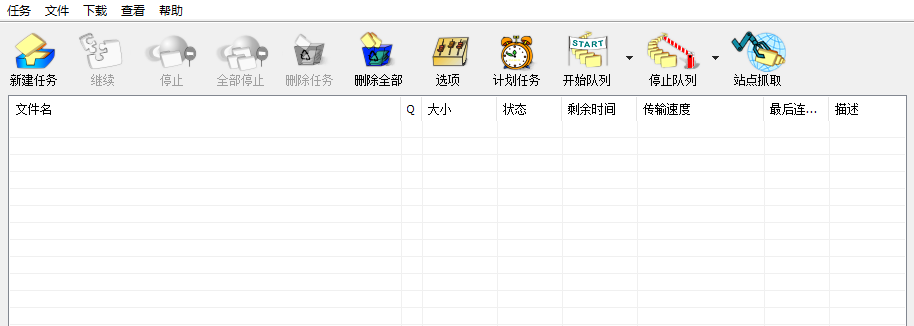 任务 文件 下载 查看 帮助
START
新建任务 继续 停止 全部停止 删除任务 删除全部 选项 计划任务 开始队列 停止队列 站点抓取
文件名 Q 大小 状态 剩余时间 传输速度 最后连... 描述